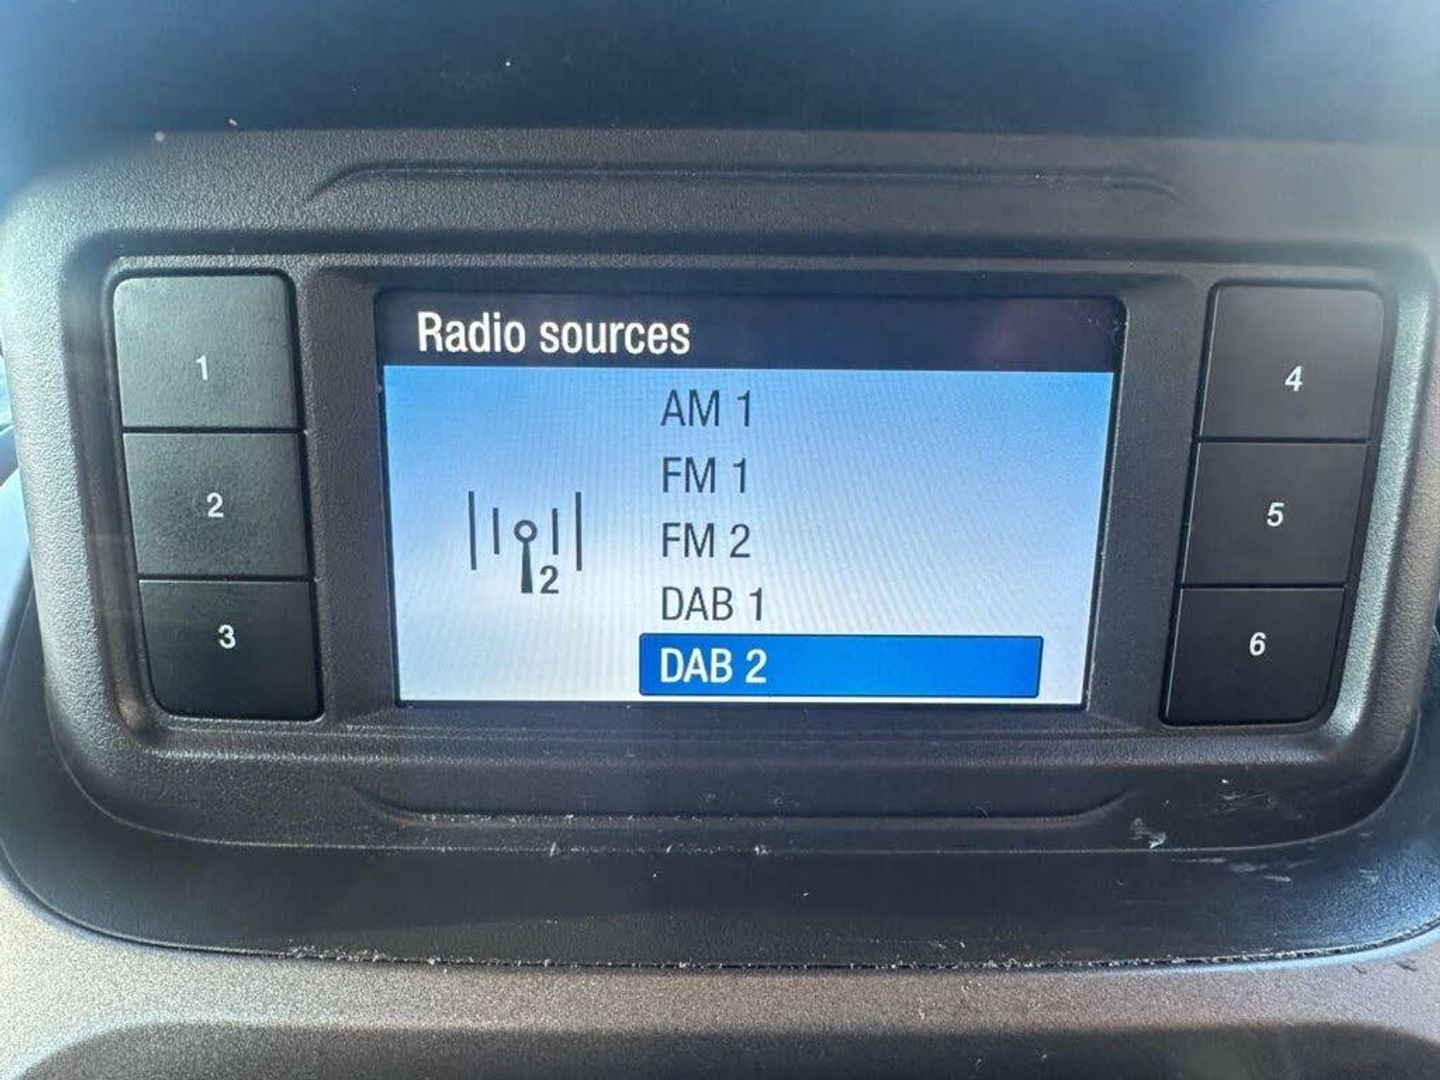 Radio sources
1
2
3
AM 1
FM 1
FM 2
DAB 1
DAB 2
2
4
5
6